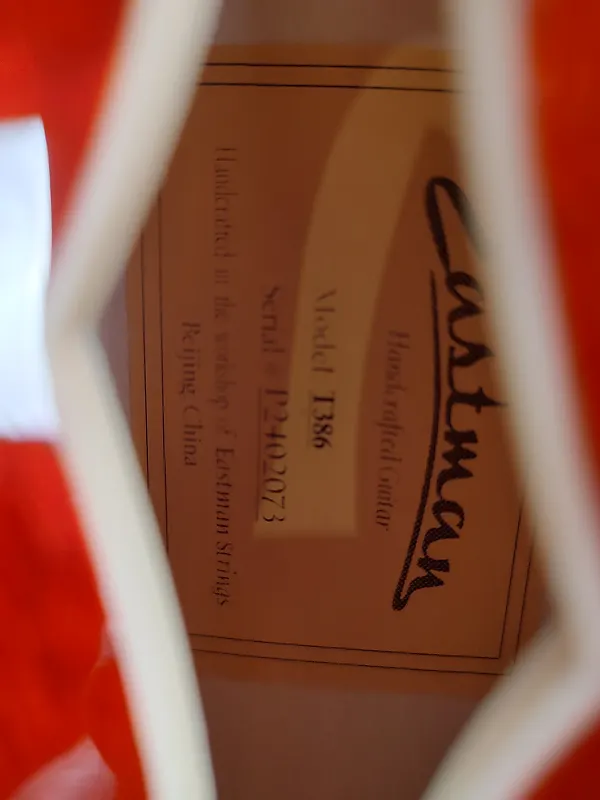 Eastman
Handcrafted Guitar
Model T386
Serial # P2402073
Handcrafted in the workshop of Eastman Strings
Beijing China